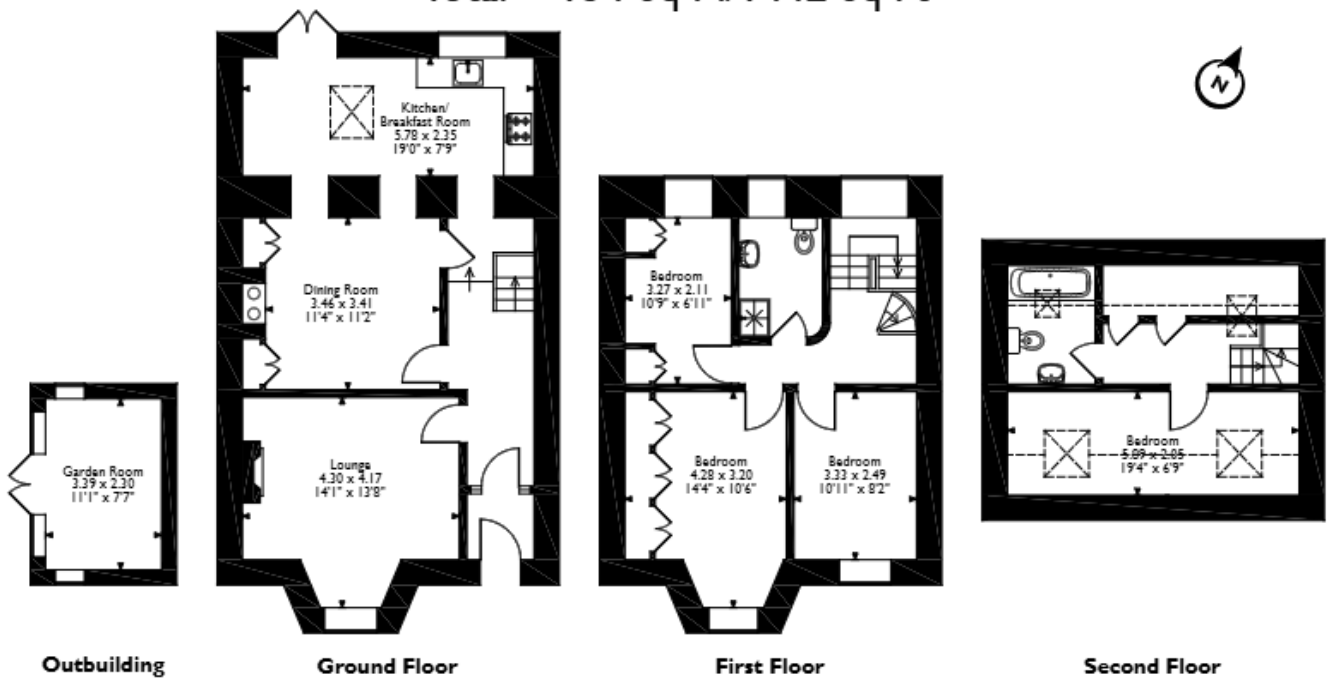 N
Kitchen/
Breakfast Room
5.78 x 2.35
19'0" x 7'9"
Dining Room
3.46 x 3.41
11'4" x 11'2"
Lounge
4.30 x 4.17
14'1" x 13'8"
Garden Room
3.39 x 2.30
11'1" x 7'7"
Bedroom
3.27 x 2.11
10'9" x 6'11"
Bedroom
4.28 x 3.20
14'4" x 10'6"
Bedroom
3.33 x 2.49
10'11" x 8'2"
Bedroom
5.89 x 2.05
19'4" x 6'9"
Outbuilding
Ground Floor
First Floor
Second Floor